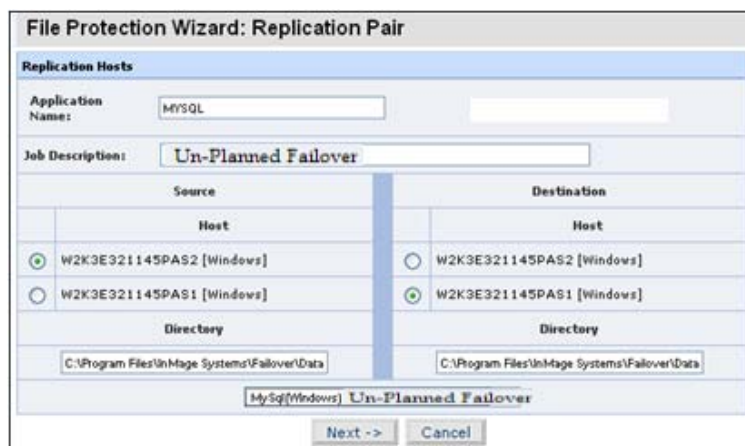 File Protection Wizard: Replication Pair
Replication Hosts
Application Name: MYSQL
Job Description: Un-Planned Failover
Source Destination
Host Host
W2K3E321145PAS2 [Windows] W2K3E321145PAS2 [Windows]
W2K3E321145PAS1 [Windows] W2K3E321145PAS1 [Windows]
Directory Directory
C:\Program Files\InMage Systems\Failover\Data C:\Program Files\InMage Systems\Failover\Data
MySql(Windows) Un-Planned Failover
Next -> Cancel